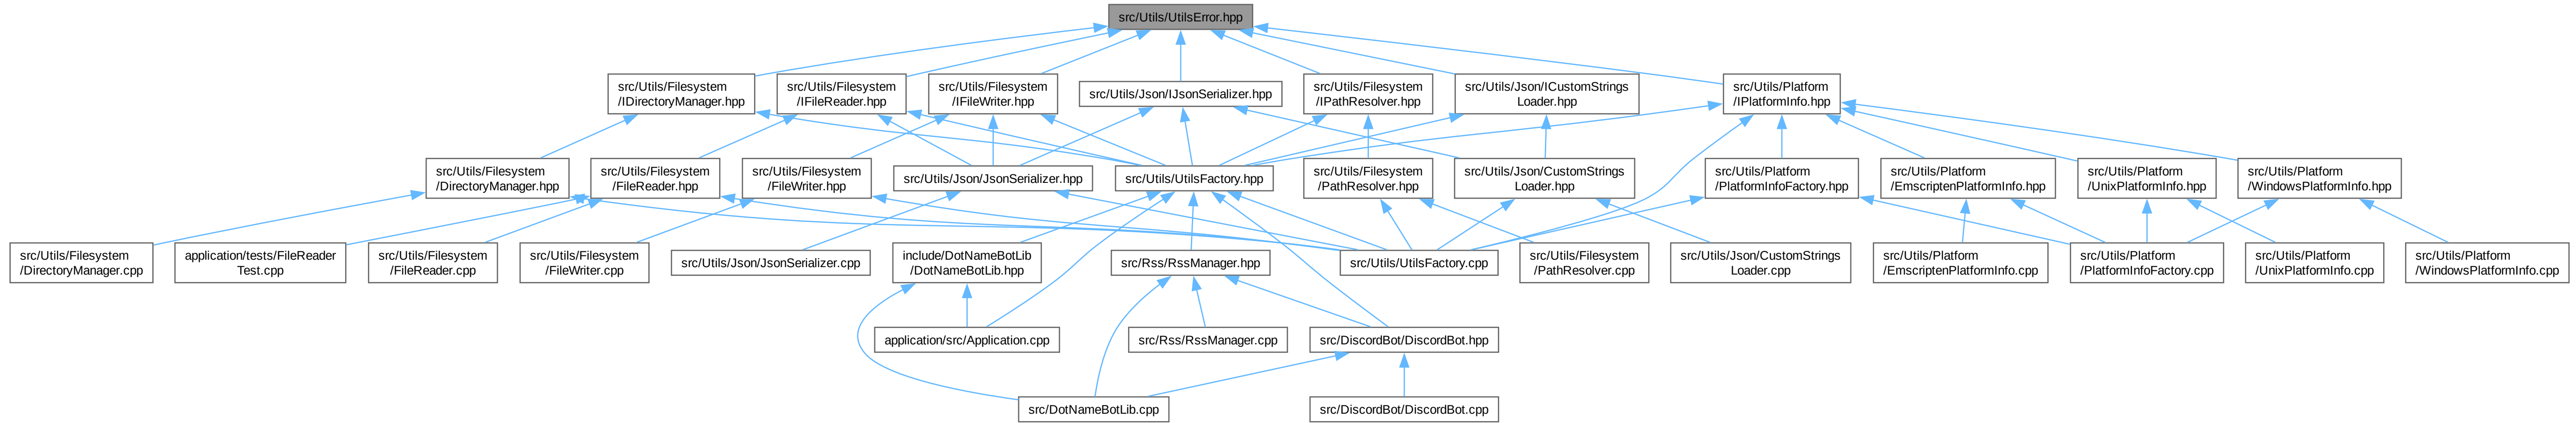 src/Utils/UtilsError.hpp
src/Utils/Filesystem
/IDirectoryManager.hpp
src/Utils/Filesystem
/IFileReader.hpp
src/Utils/Filesystem
/IFileWriter.hpp
src/Utils/Json/IJsonSerializer.hpp
src/Utils/Filesystem
/IPathResolver.hpp
src/Utils/Json/ICustomStrings
Loader.hpp
src/Utils/Platform
/IPlatformInfo.hpp
src/Utils/Filesystem
/DirectoryManager.hpp
src/Utils/Filesystem
/FileReader.hpp
src/Utils/Filesystem
/FileWriter.hpp
src/Utils/Json/JsonSerializer.hpp
src/Utils/UtilsFactory.hpp
src/Utils/Filesystem
/PathResolver.hpp
src/Utils/Json/CustomStrings
Loader.hpp
src/Utils/Platform
/PlatformInfoFactory.hpp
src/Utils/Platform
/EmscriptenPlatformInfo.hpp
src/Utils/Platform
/UnixPlatformInfo.hpp
src/Utils/Platform
/WindowsPlatformInfo.hpp
src/Utils/Filesystem
/DirectoryManager.cpp
application/tests/FileReader
Test.cpp
src/Utils/Filesystem
/FileReader.cpp
src/Utils/Filesystem
/FileWriter.cpp
src/Utils/Json/JsonSerializer.cpp
include/DotNameBotLib
/DotNameBotLib.hpp
src/Rss/RssManager.hpp
src/Utils/UtilsFactory.cpp
src/Utils/Filesystem
/PathResolver.cpp
src/Utils/Json/CustomStrings
Loader.cpp
src/Utils/Platform
/EmscriptenPlatformInfo.cpp
src/Utils/Platform
/PlatformInfoFactory.cpp
src/Utils/Platform
/UnixPlatformInfo.cpp
src/Utils/Platform
/WindowsPlatformInfo.cpp
application/src/Application.cpp
src/Rss/RssManager.cpp
src/DiscordBot/DiscordBot.hpp
src/DotNameBotLib.cpp
src/DiscordBot/DiscordBot.cpp